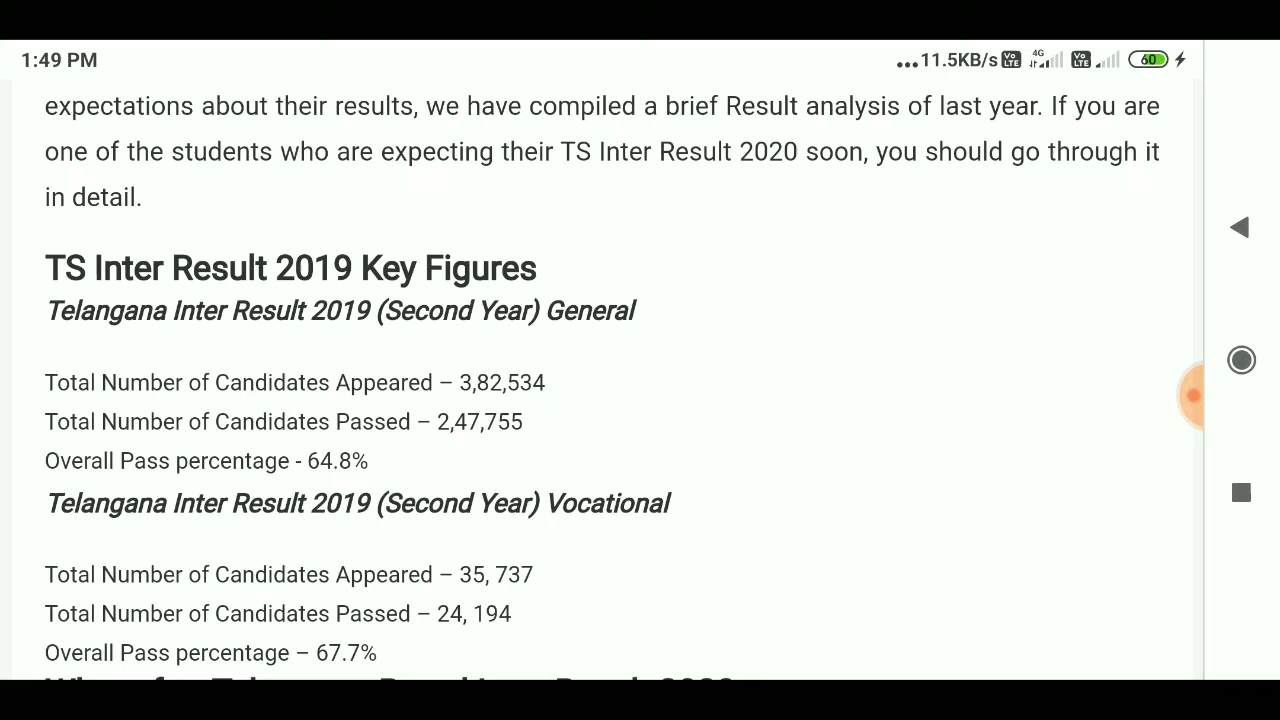 1:49 PM
...11.5KB/s Vo LTE 4G Vo LTE 60
expectations about their results, we have compiled a brief Result analysis of last year. If you are
one of the students who are expecting their TS Inter Result 2020 soon, you should go through it
in detail.
TS Inter Result 2019 Key Figures
Telangana Inter Result 2019 (Second Year) General
Total Number of Candidates Appeared – 3,82,534
Total Number of Candidates Passed – 2,47,755
Overall Pass percentage - 64.8%
Telangana Inter Result 2019 (Second Year) Vocational
Total Number of Candidates Appeared – 35, 737
Total Number of Candidates Passed – 24, 194
Overall Pass percentage – 67.7%